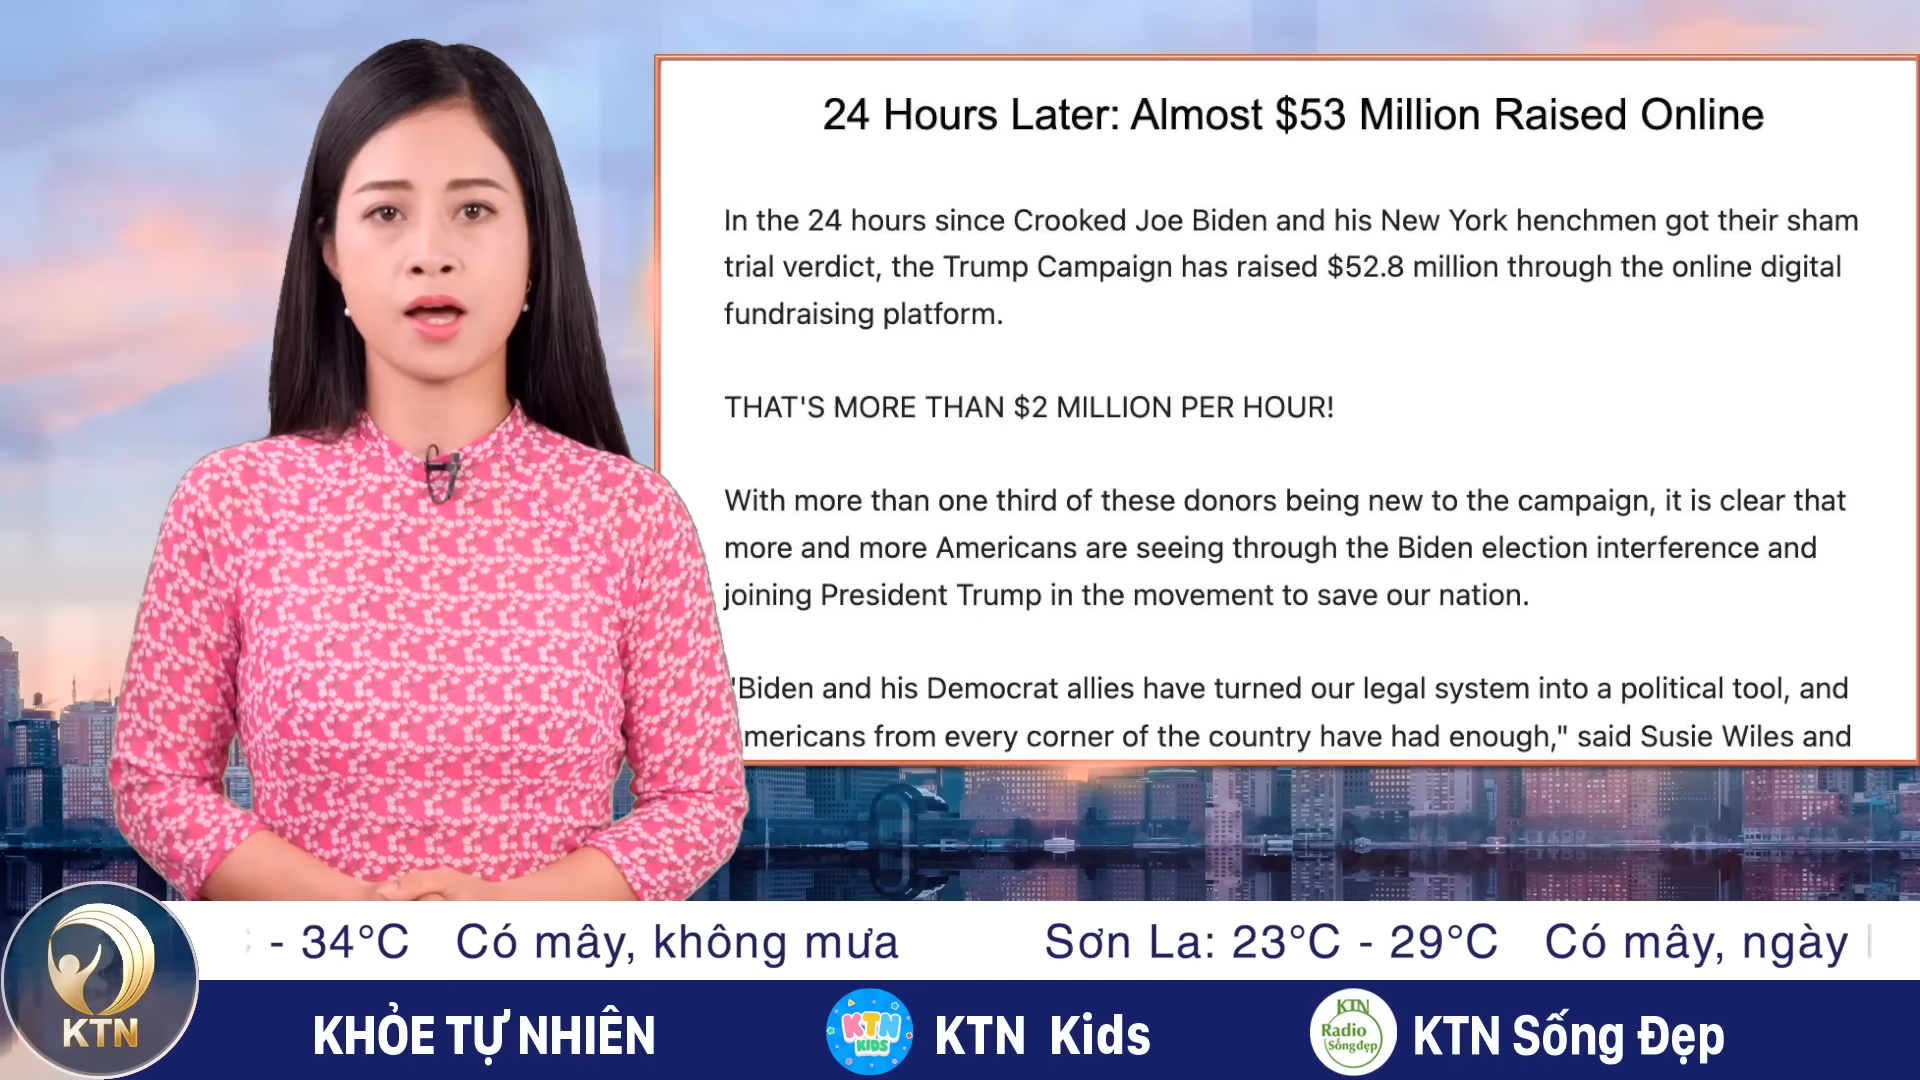 24 Hours Later: Almost $53 Million Raised Online
In the 24 hours since Crooked Joe Biden and his New York henchmen got their sham
trial verdict, the Trump Campaign has raised $52.8 million through the online digital
fundraising platform.
THAT'S MORE THAN $2 MILLION PER HOUR!
With more than one third of these donors being new to the campaign, it is clear that
more and more Americans are seeing through the Biden election interference and
joining President Trump in the movement to save our nation.
"Biden and his Democrat allies have turned our legal system into a political tool, and
mericans from every corner of the country have had enough," said Susie Wiles and
- 34°C Có mây, không mưa Sơn La: 23°C - 29°C Có mây, ngày
KTN
KHỎE TỰ NHIÊN
KTN KIDS
KTN Kids
KTN
Radio
Sốngđẹp
KTN Sống Đẹp